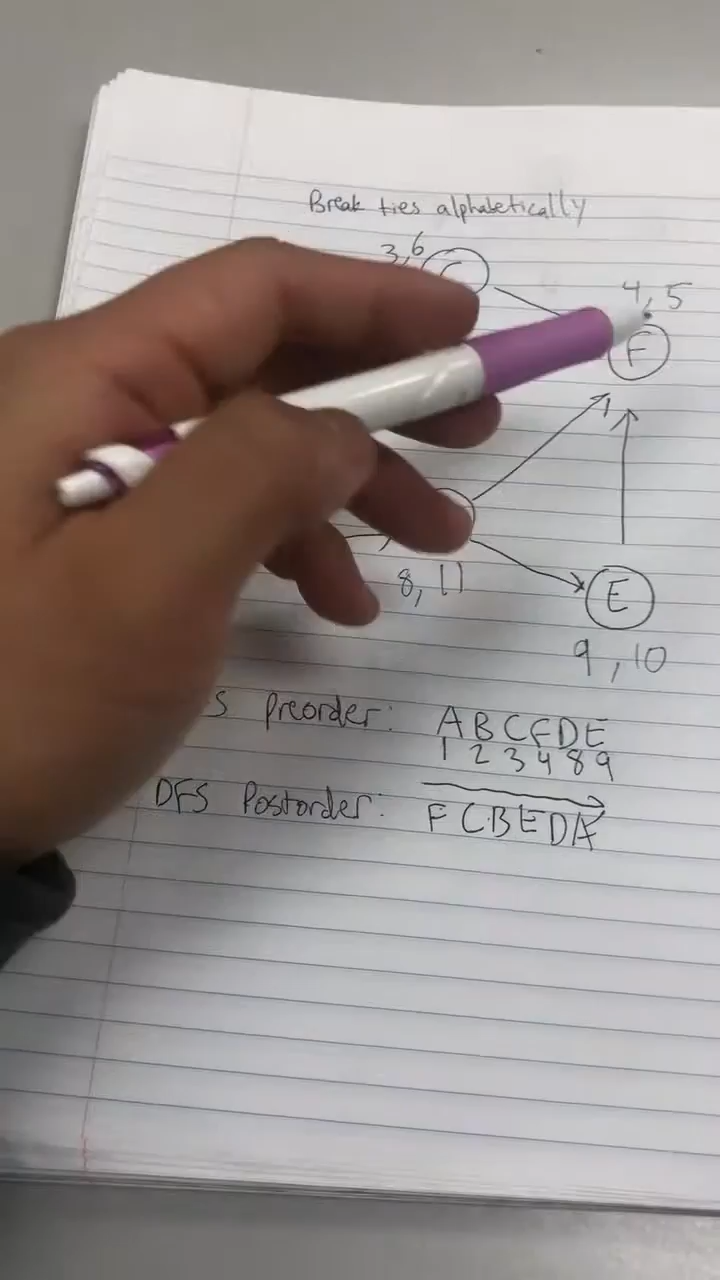 Break ties alphabetically
3,6
4,5
F
8,11
E
9,10
S Preorder: ABCFDE
1 2 3 4 8 9
DFS Postorder: FCBEDA